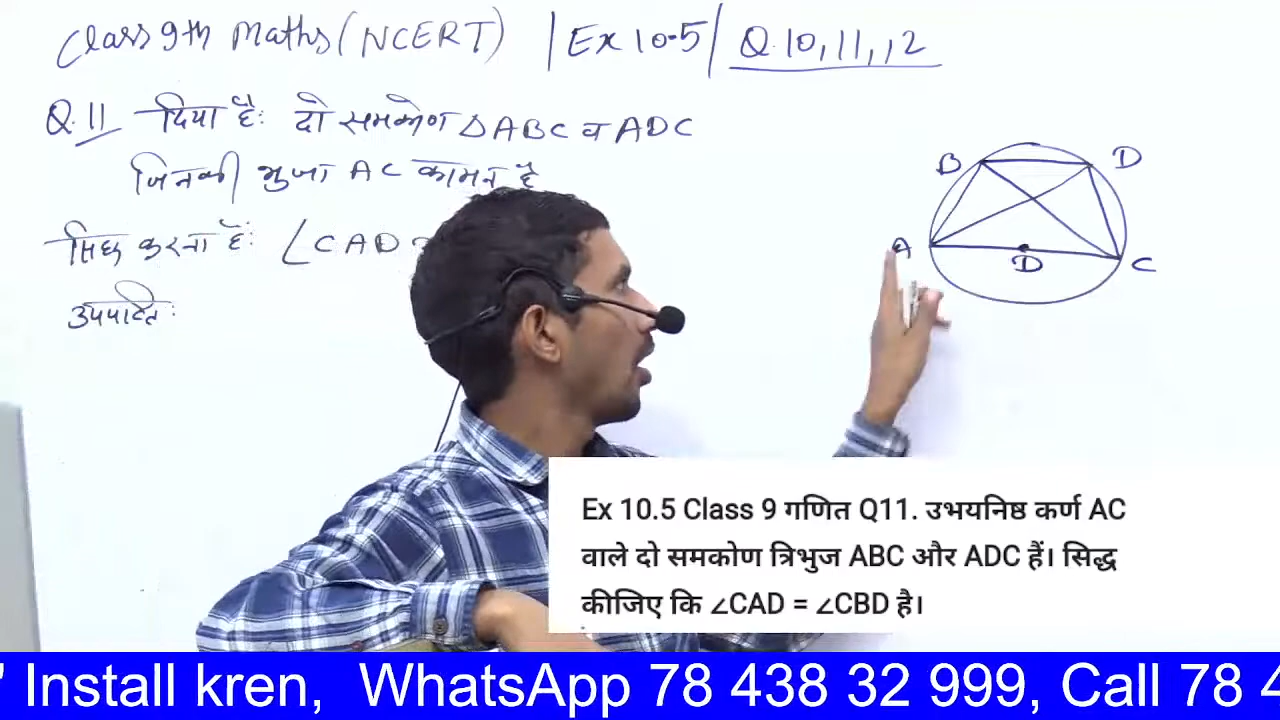 Class 9th Maths (NCERT) | Ex 10.5 | Q.10,11,12
Q.11 दिया है: दो समकोण △ABC व ADC
जिनकी भुजा AC कामन है
सिध्द करना है: ∠CAD
उपपत्ति:
B D
A D C
Ex 10.5 Class 9 गणित Q11. उभयनिष्ठ कर्ण AC
वाले दो समकोण त्रिभुज ABC और ADC हैं। सिद्ध
कीजिए कि ∠CAD = ∠CBD है।
Install kren, WhatsApp 78 438 32 999, Call 78 4